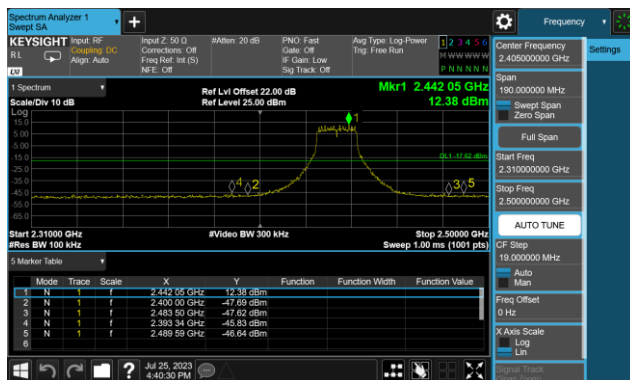 Spectrum Analyzer 1
Swept SA
Frequency
KEYSIGHT
Input: RF
Coupling: DC
Align: Auto
Input Z: 50 Ω
Corrections: Off
Freq Ref: Int (S)
NFE: Off
#Atten: 20 dB
PNO: Fast
Gate: Off
IF Gain: Low
Sig Track: Off
Avg Type: Log-Power
Trig: Free Run
1 2 3 4 5 6
M W W W W W
P N N N N N
R L
LXI
1 Spectrum
Scale/Div 10 dB
Ref Lvl Offset 22.00 dB
Ref Level 25.00 dBm
Mkr1 2.442 05 GHz
12.38 dBm
Log
15.0
5.00
-5.00
-15.0
-25.0
-35.0
-45.0
-55.0
-65.0
1
DL1 -17.62 dBm
4 2
3 5
Start 2.31000 GHz
#Res BW 100 kHz
#Video BW 300 kHz
Stop 2.50000 GHz
Sweep 1.00 ms (1001 pts)
5 Marker Table
Mode Trace Scale X Y Function Function Width Function Value
1 N 1 f 2.442 05 GHz 12.38 dBm
2 N 1 f 2.400 00 GHz -47.69 dBm
3 N 1 f 2.483 50 GHz -47.62 dBm
4 N 1 f 2.393 34 GHz -45.83 dBm
5 N 1 f 2.489 59 GHz -46.64 dBm
6
Jul 25, 2023
4:40:30 PM
Center Frequency
2.405000000 GHz
Settings
Span
190.000000 MHz
Swept Span
Zero Span
Full Span
Start Freq
2.310000000 GHz
Stop Freq
2.500000000 GHz
AUTO TUNE
CF Step
19.000000 MHz
Auto
Man
Freq Offset
0 Hz
X Axis Scale
Log
Lin
Signal Track